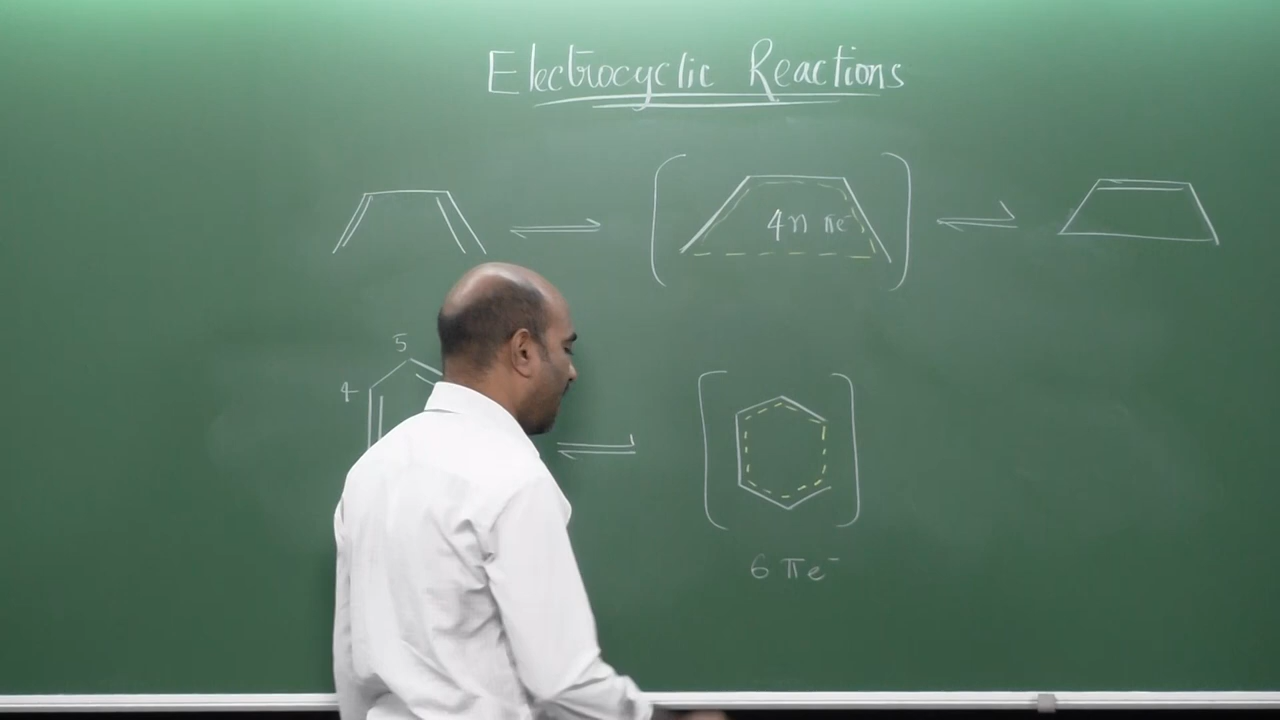 Electrocyclic Reactions
4n πe⁻
5
4
6 πe⁻